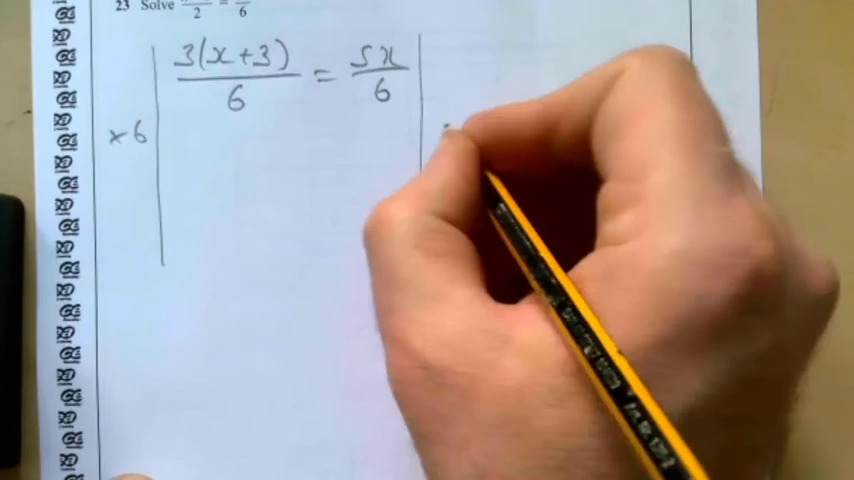 23 Solve
2 = 6
3(x+3) = 5x
6 6
×6